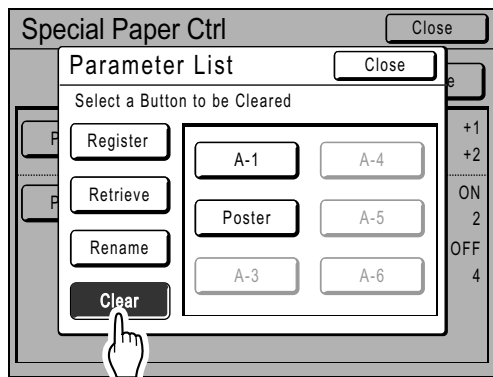 Special Paper Ctrl
Close
Parameter List
Close
e
Select a Button to be Cleared
P
Register
A-1
A-4
+1
+2
P
Retrieve
Poster
A-5
ON
2
Rename
A-3
A-6
OFF
4
Clear